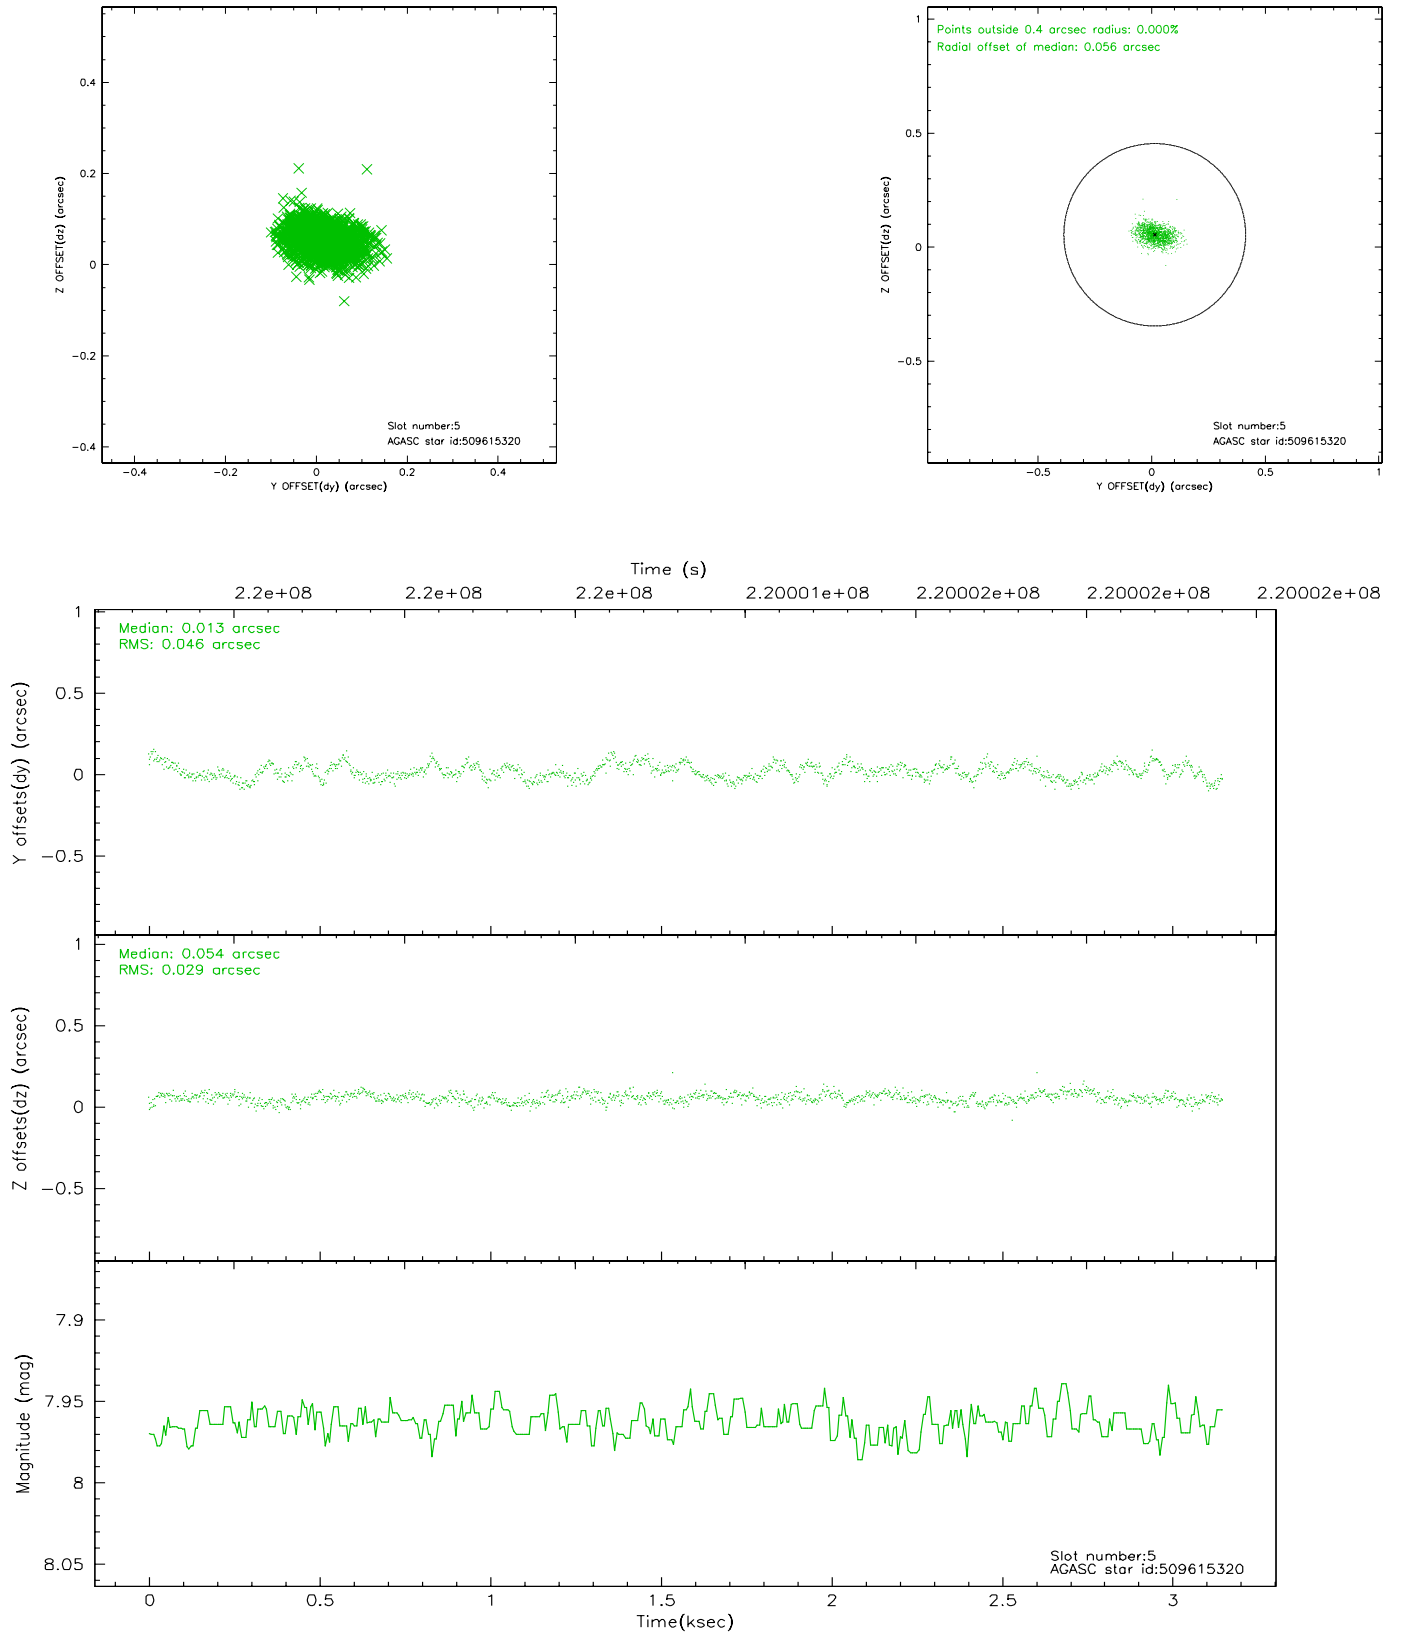 0.4
0.2
0
−0.2
−0.4
Z OFFSET(dz) (arcsec)
Slot number:5
AGASC star id:509615320
−0.4 −0.2 0 0.2 0.4
Y OFFSET(dy) (arcsec)
Points outside 0.4 arcsec radius: 0.000%
Radial offset of median: 0.056 arcsec
1
0.5
0
−0.5
Z OFFSET(dz) (arcsec)
Slot number:5
AGASC star id:509615320
−0.5 0 0.5 1
Y OFFSET(dy) (arcsec)
Time (s)
2.2e+08 2.2e+08 2.2e+08 2.20001e+08 2.20002e+08 2.20002e+08 2.20002e+08
Median: 0.013 arcsec
RMS: 0.046 arcsec
1
0.5
0
−0.5
Y offsets(dy) (arcsec)
Median: 0.054 arcsec
RMS: 0.029 arcsec
1
0.5
0
−0.5
Z offsets(dz) (arcsec)
7.9
7.95
8
8.05
Magnitude (mag)
Slot number:5
AGASC star id:509615320
0 0.5 1 1.5 2 2.5 3
Time(ksec)